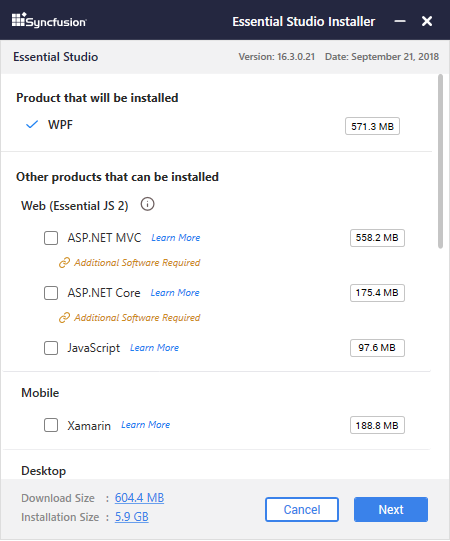 Syncfusion Essential Studio Installer
Essential Studio Version: 16.3.0.21 Date: September 21, 2018
Product that will be installed
WPF 571.3 MB
Other products that can be installed
Web (Essential JS 2)
ASP.NET MVC Learn More 558.2 MB
Additional Software Required
ASP.NET Core Learn More 175.4 MB
Additional Software Required
JavaScript Learn More 97.6 MB
Mobile
Xamarin Learn More 188.8 MB
Desktop
Download Size : 604.4 MB
Installation Size : 5.9 GB
Cancel Next